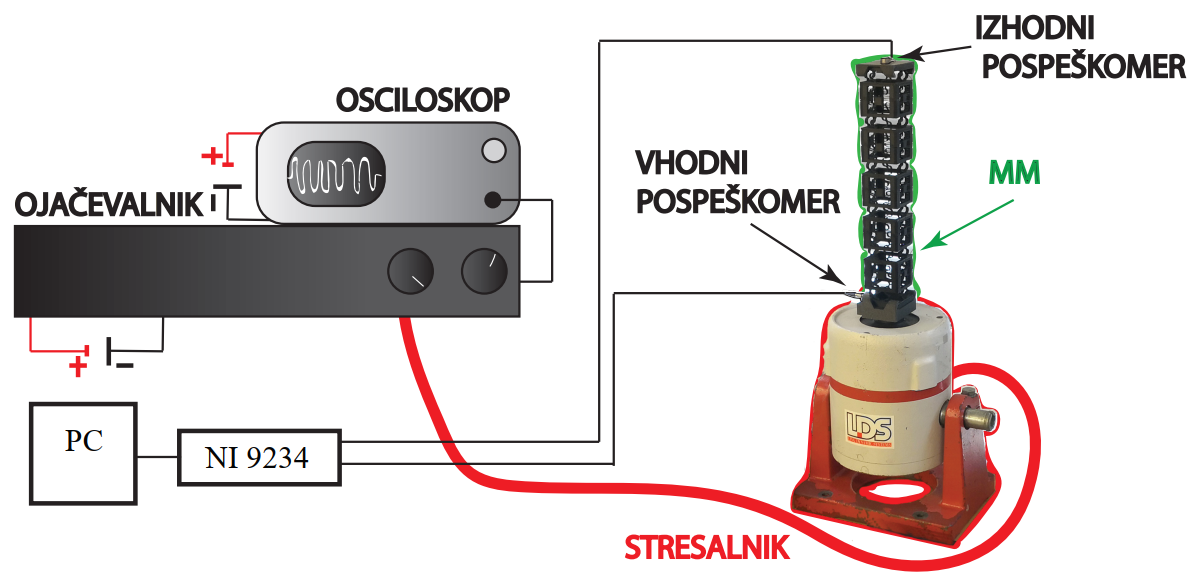 IZHODNI
POSPEŠKOMER
OSCILOSKOP
VHODNI
POSPEŠKOMER
MM
OJAČEVALNIK
+
+
PC
NI 9234
LDS
STRESALNIK